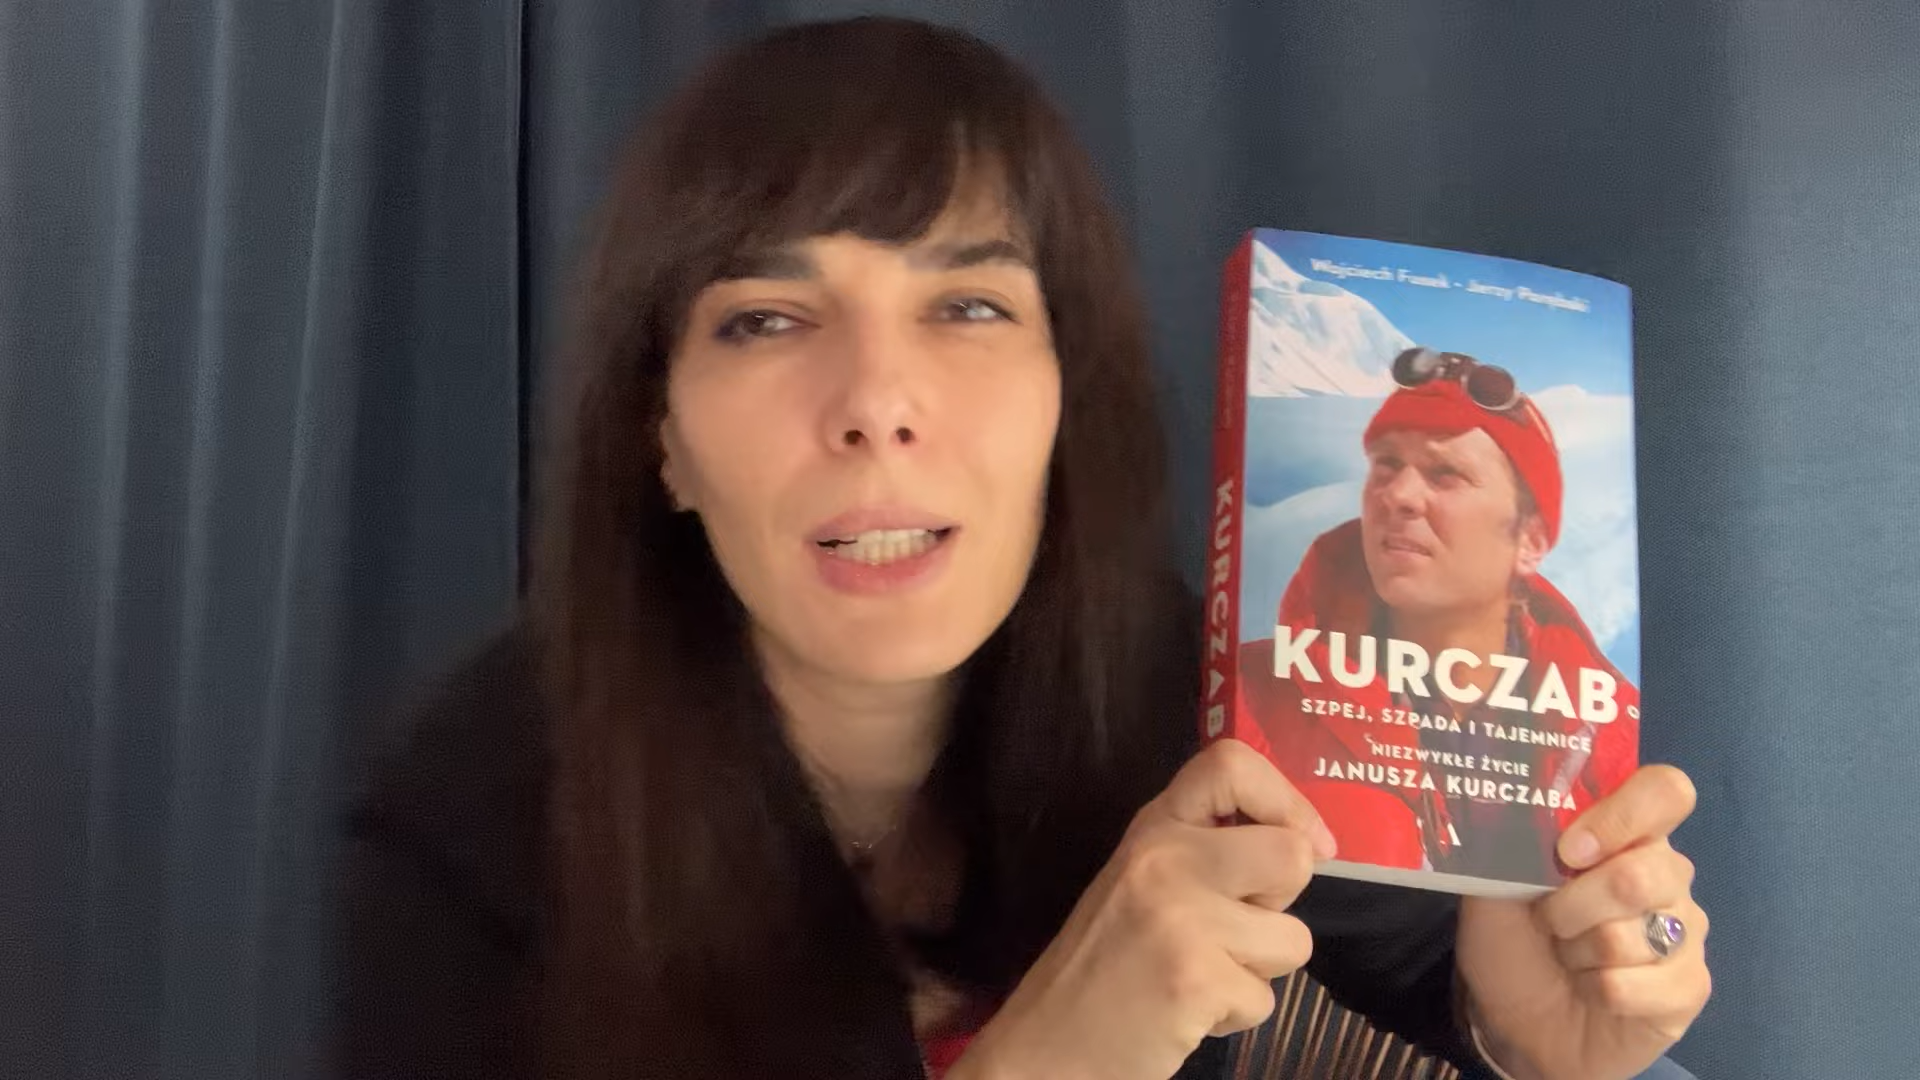 Wojciech Fusek - Jerzy Porębski
KURCZAB
SZPEJ, SZPADA I TAJEMNICE
NIEZWYKŁE ŻYCIE
JANUSZA KURCZABA
KURCZAB